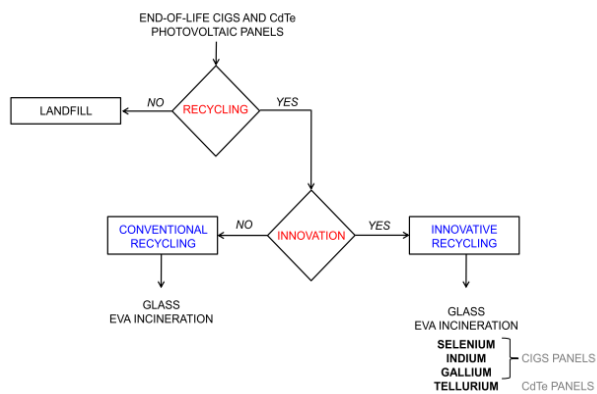 END-OF-LIFE CIGS AND CdTe
PHOTOVOLTAIC PANELS
NO
RECYCLING
YES
LANDFILL
CONVENTIONAL
RECYCLING
NO
INNOVATION
YES
INNOVATIVE
RECYCLING
GLASS
EVA INCINERATION
GLASS
EVA INCINERATION
SELENIUM
INDIUM
GALLIUM
CIGS PANELS
TELLURIUM
CdTe PANELS